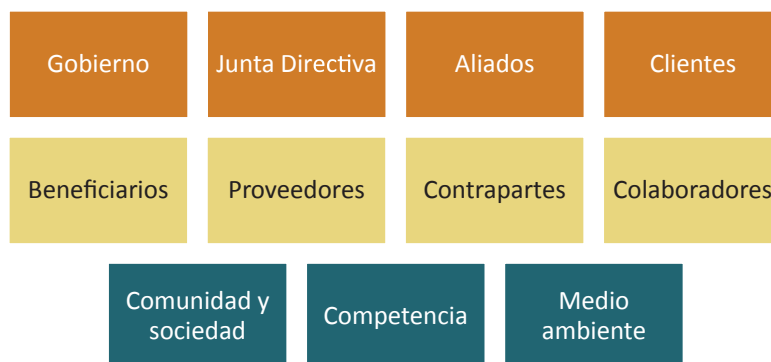 Gobierno
Junta Directiva
Aliados
Clientes
Beneficiarios
Proveedores
Contrapartes
Colaboradores
Comunidad y
sociedad
Competencia
Medio
ambiente